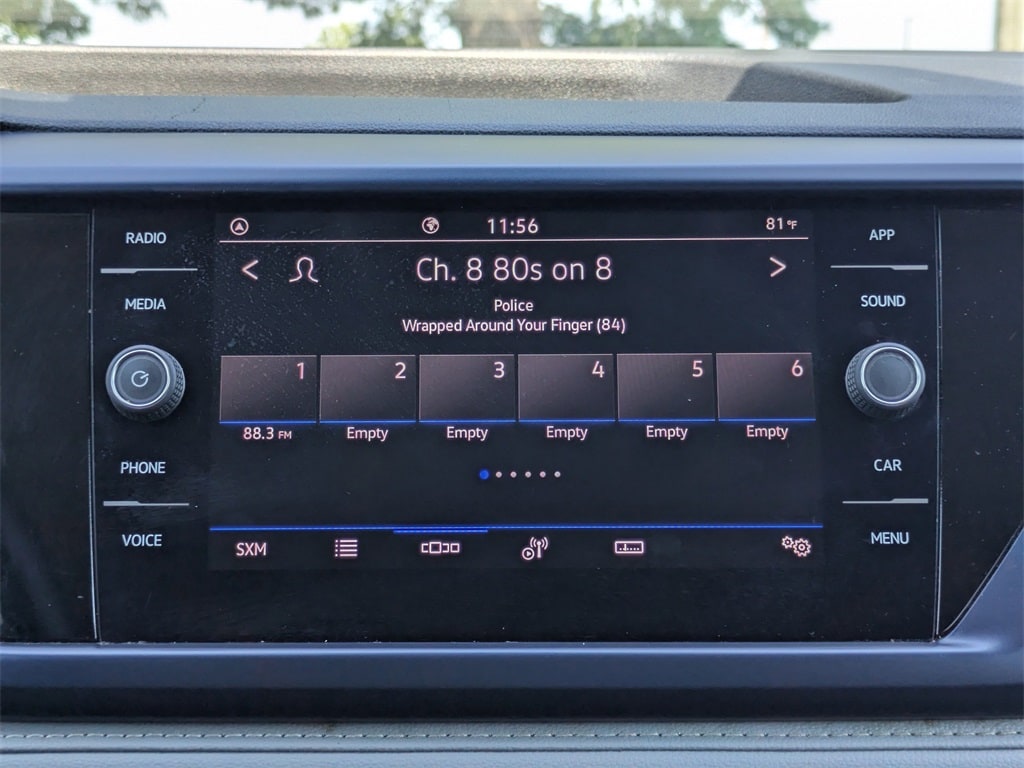 11:56
81°F
RADIO
MEDIA
PHONE
VOICE
< Ch. 8 80s on 8 >
Police
Wrapped Around Your Finger (84)
1 2 3 4 5 6
88.3 FM Empty Empty Empty Empty Empty
SXM
APP
SOUND
CAR
MENU